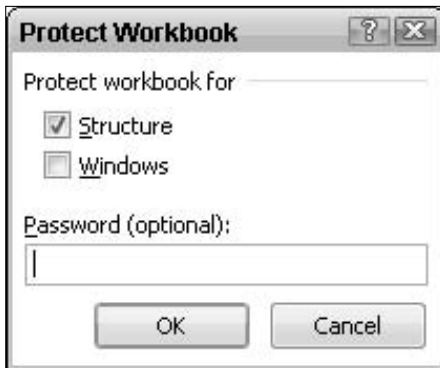 Protect Workbook
Protect workbook for
Structure
Windows
Password (optional):
OK Cancel